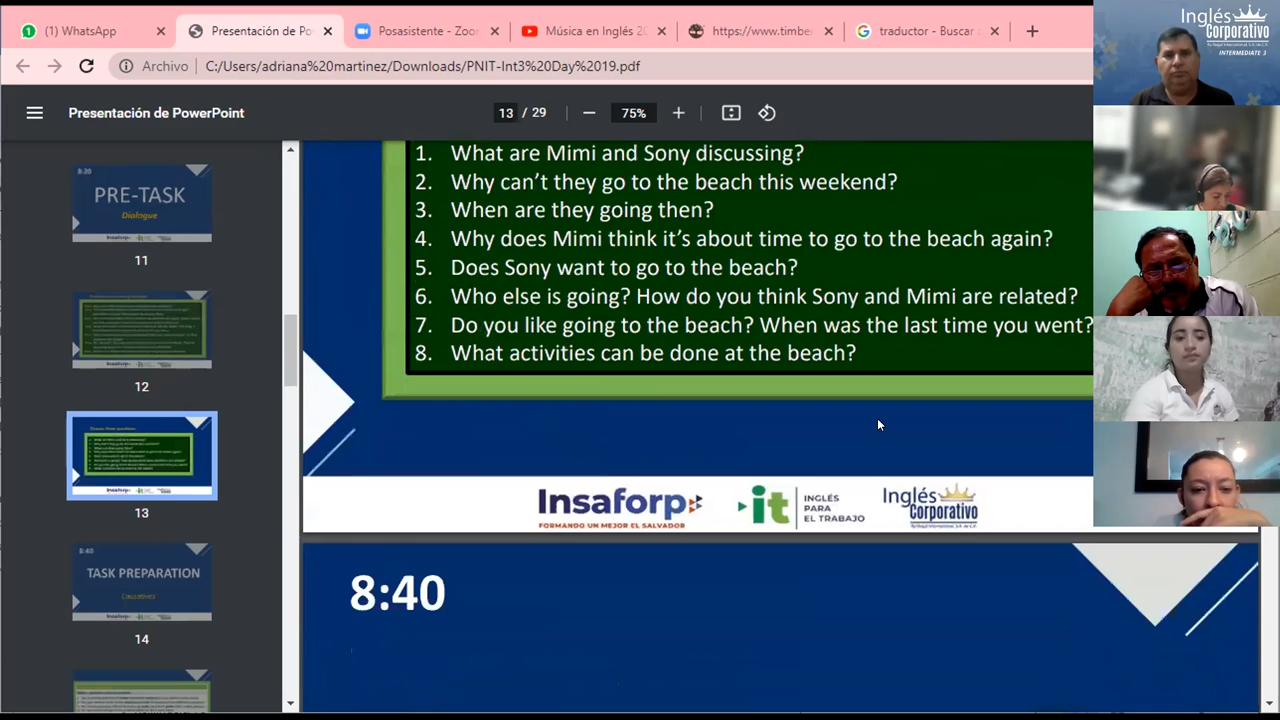 (1) WhatsApp
Presentación de Po
Posasistente - Zoo
Música en Inglés 20
https://www.timbe
traductor - Buscar
Archivo
C:/Users/adriana%20martinez/Downloads/PNIT-Int3%20Day%2019.pdf
Presentación de PowerPoint
13 / 29
75%
8:20
PRE-TASK
Dialogue
11
12
13
8:40
TASK PREPARATION
Causatives
14
1. What are Mimi and Sony discussing?
2. Why can't they go to the beach this weekend?
3. When are they going then?
4. Why does Mimi think it's about time to go to the beach again?
5. Does Sony want to go to the beach?
6. Who else is going? How do you think Sony and Mimi are related?
7. Do you like going to the beach? When was the last time you went?
8. What activities can be done at the beach?
Insaforp
FORMANDO UN MEJOR EL SALVADOR
it INGLÉS
PARA
EL TRABAJO
Inglés
Corporativo
8:40
Inglés
Corporativo
INTERMEDIATE 3